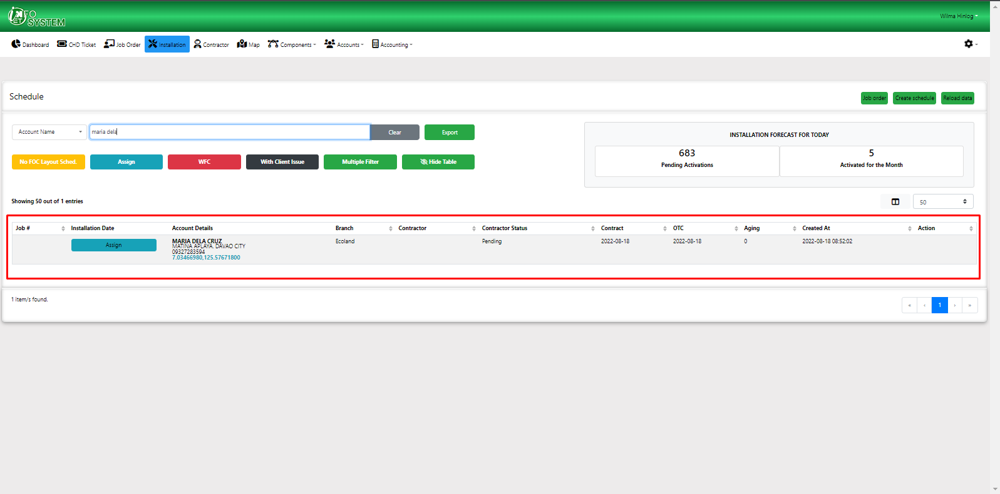 iNET NFO SYSTEM
Wilma Hinlog
Dashboard CHD Ticket Job Order Installation Contractor Map Components Accounts Accounting
Schedule
Job order Create schedule Reload data
Account Name maria dela Clear Export
No FOC Layout Sched. Assign WFC With Client Issue Multiple Filter Hide Table
INSTALLATION FORECAST FOR TODAY
683 5
Pending Activations Activated for the Month
Showing 50 out of 1 entries
50
Job # Installation Date Account Details Branch Contractor Contractor Status Contract OTC Aging Created At Action
Assign MARIA DELA CRUZ Ecoland Pending 2022-08-18 2022-08-18 0 2022-08-18 08:52:02
MATINA APLAYA. DAVAO CITY
09327283594
7.03466980,125.57671800
1 item/s found.
« ‹ 1 › »